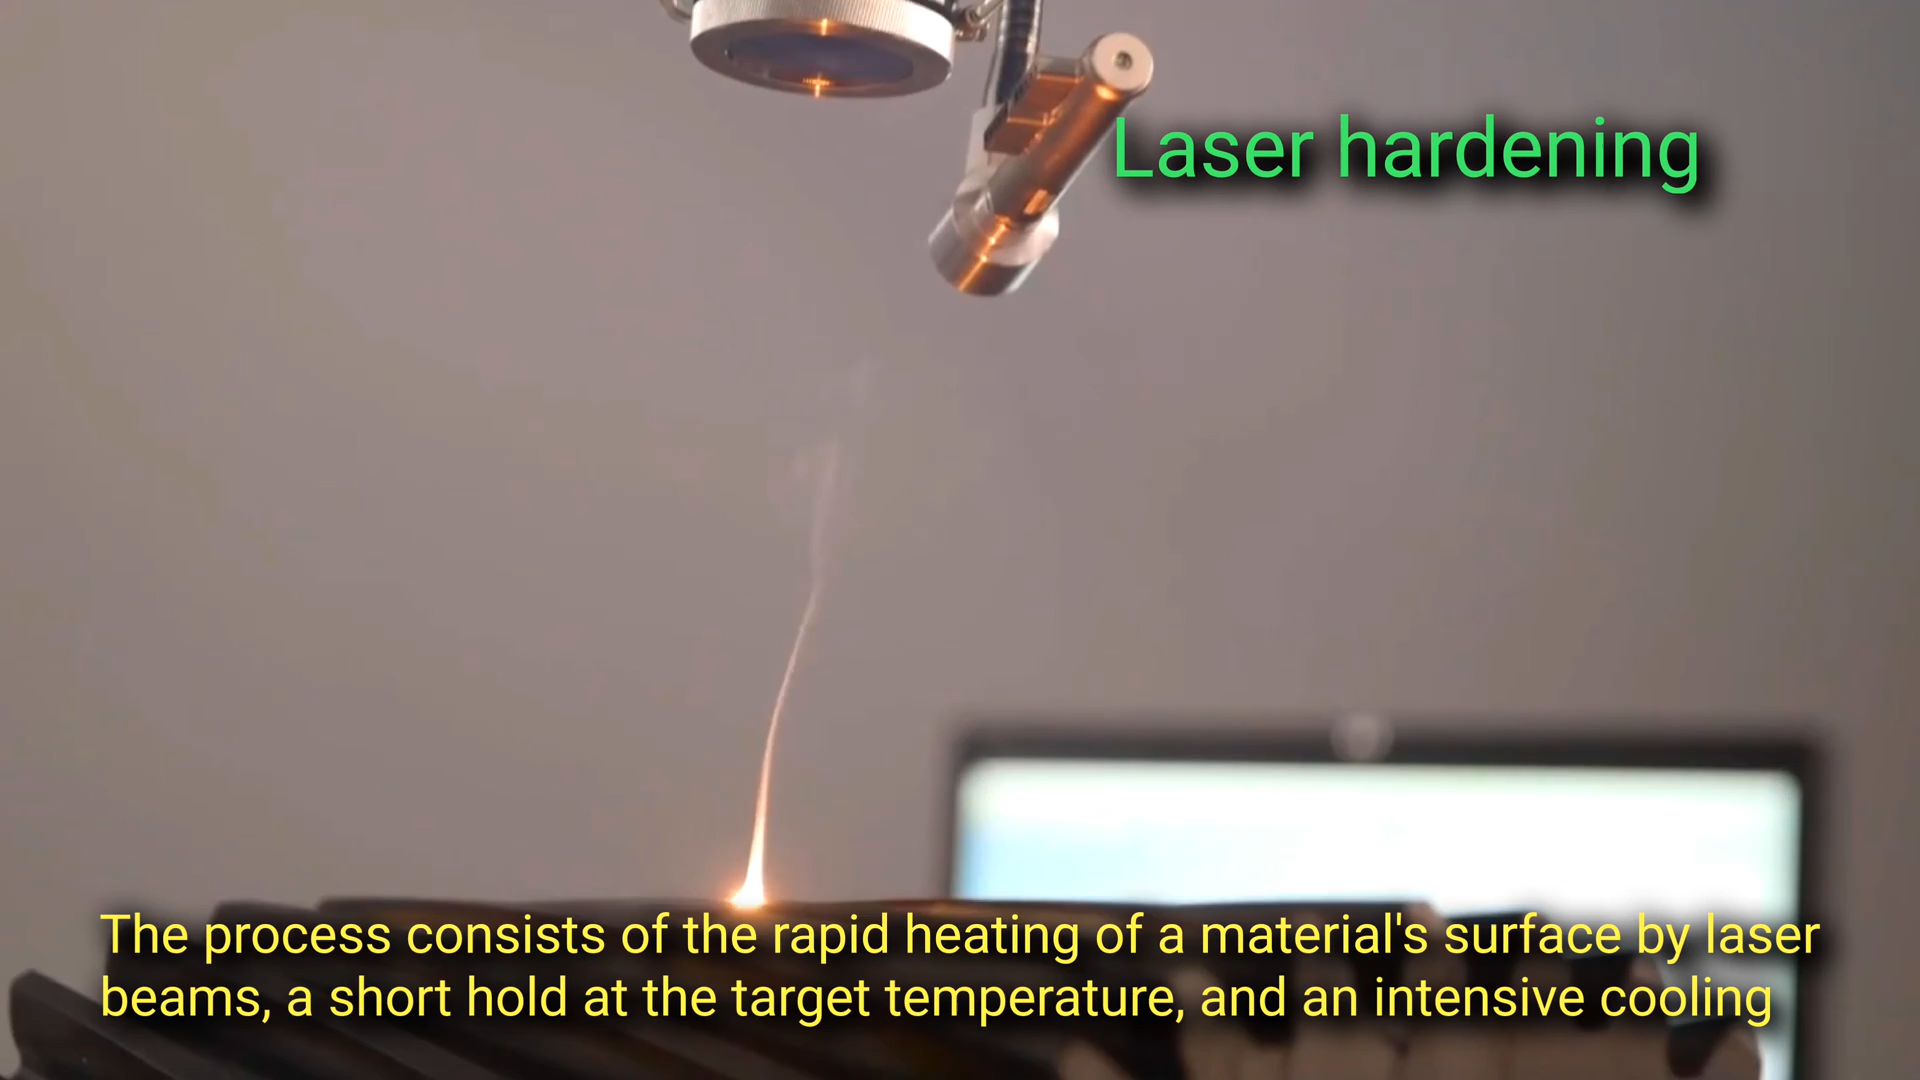 Laser hardening
The process consists of the rapid heating of a material's surface by laser
beams, a short hold at the target temperature, and an intensive cooling